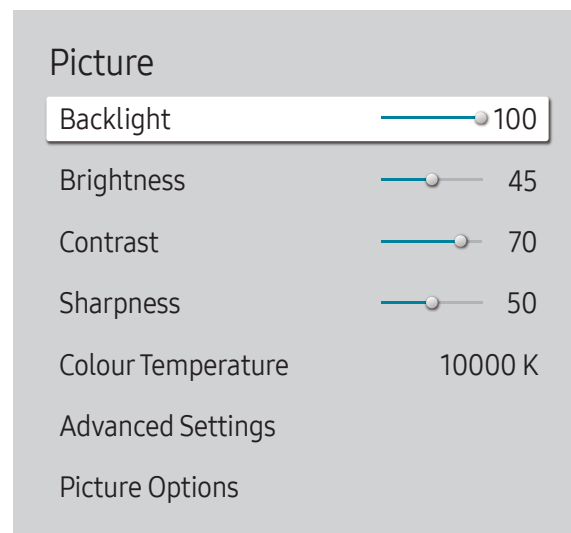 Picture
Backlight 100
Brightness 45
Contrast 70
Sharpness 50
Colour Temperature 10000 K
Advanced Settings
Picture Options